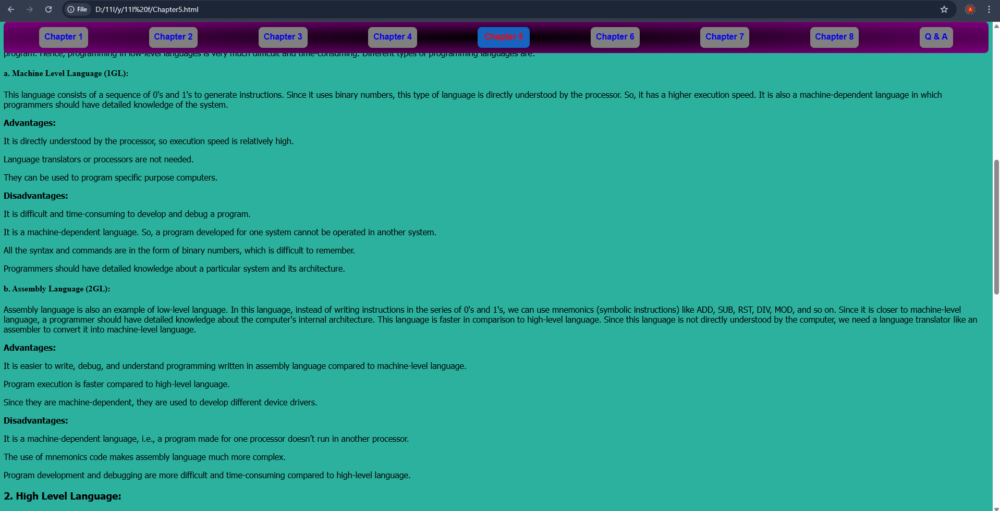 File D:/11I/y/11I%20f/Chapter5.html
Chapter 1 Chapter 2 Chapter 3 Chapter 4 Chapter 5 Chapter 6 Chapter 7 Chapter 8 Q & A
program. Hence, programming in low-level languages is very much difficult and time-consuming. Different types of programming languages are:
a. Machine Level Language (1GL):
This language consists of a sequence of 0's and 1's to generate instructions. Since it uses binary numbers, this type of language is directly understood by the processor. So, it has a higher execution speed. It is also a machine-dependent language in which
programmers should have detailed knowledge of the system.
Advantages:
It is directly understood by the processor, so execution speed is relatively high.
Language translators or processors are not needed.
They can be used to program specific purpose computers.
Disadvantages:
It is difficult and time-consuming to develop and debug a program.
It is a machine-dependent language. So, a program developed for one system cannot be operated in another system.
All the syntax and commands are in the form of binary numbers, which is difficult to remember.
Programmers should have detailed knowledge about a particular system and its architecture.
b. Assembly Language (2GL):
Assembly language is also an example of low-level language. In this language, instead of writing instructions in the series of 0's and 1's, we can use mnemonics (symbolic instructions) like ADD, SUB, RST, DIV, MOD, and so on. Since it is closer to machine-level
language, a programmer should have detailed knowledge about the computer's internal architecture. This language is faster in comparison to high-level language. Since this language is not directly understood by the computer, we need a language translator like an
assembler to convert it into machine-level language.
Advantages:
It is easier to write, debug, and understand programming written in assembly language compared to machine-level language.
Program execution is faster compared to high-level language.
Since they are machine-dependent, they are used to develop different device drivers.
Disadvantages:
It is a machine-dependent language, i.e., a program made for one processor doesn’t run in another processor.
The use of mnemonics code makes assembly language much more complex.
Program development and debugging are more difficult and time-consuming compared to high-level language.
2. High Level Language: